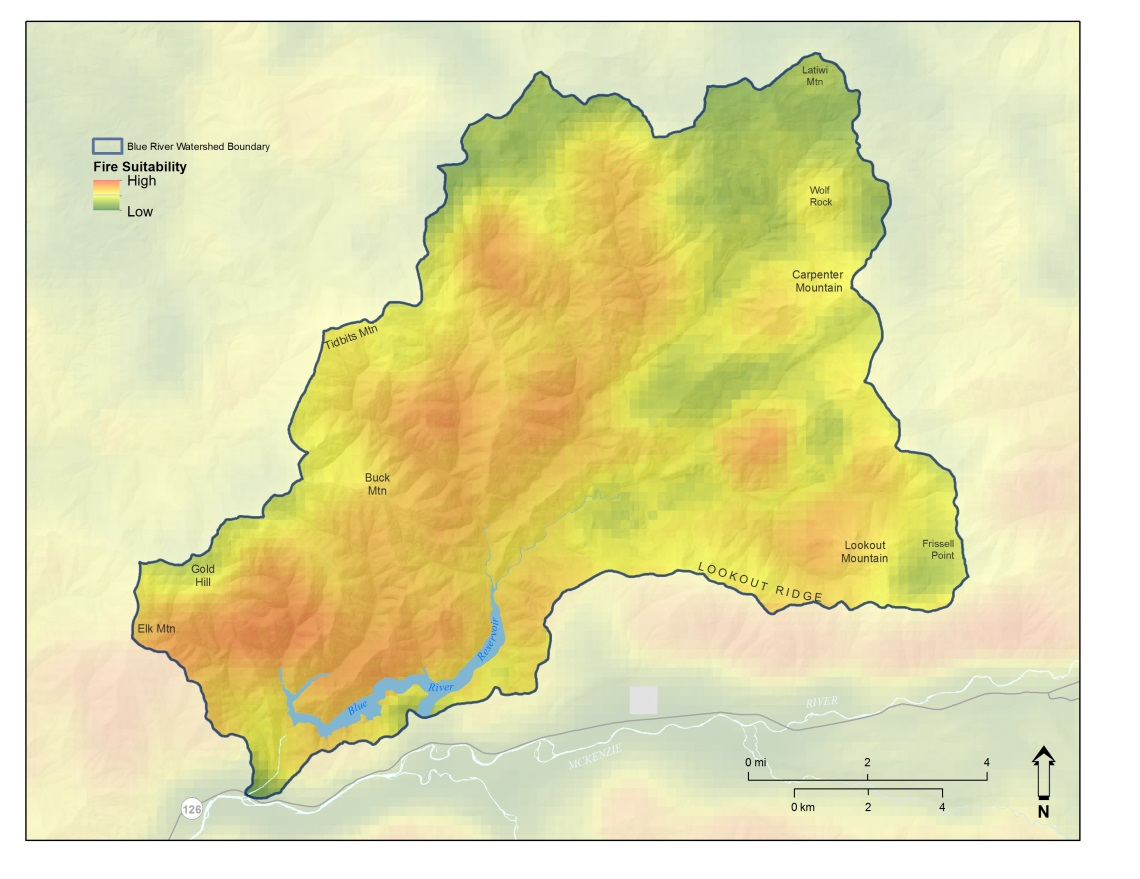 Latiwi
Mtn
Blue River Watershed Boundary
Fire Suitability
High
Low
Wolf
Rock
Carpenter
Mountain
Tidbits Mtn
Buck
Mtn
Gold
Hill
Lookout
Mountain
Frissell
Point
LOOKOUT RIDGE
Elk Mtn
Reservoir
River
Blue
RIVER
MCKENZIE
0 mi 2 4
0 km 2 4
126
N